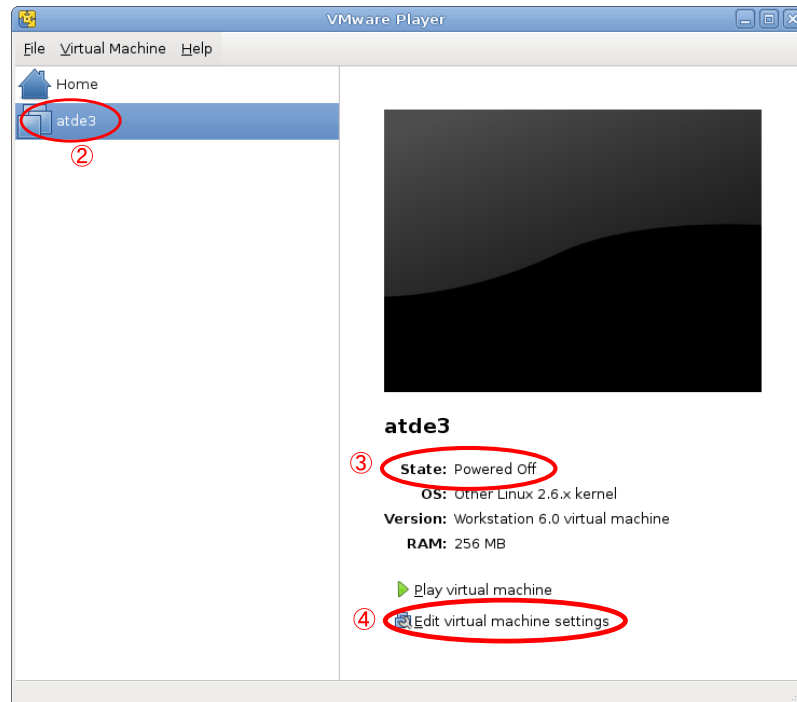 VMware Player
File Virtual Machine Help
Home
atde3
②
atde3
③ State: Powered Off
OS: Other Linux 2.6.x kernel
Version: Workstation 6.0 virtual machine
RAM: 256 MB
Play virtual machine
④ Edit virtual machine settings